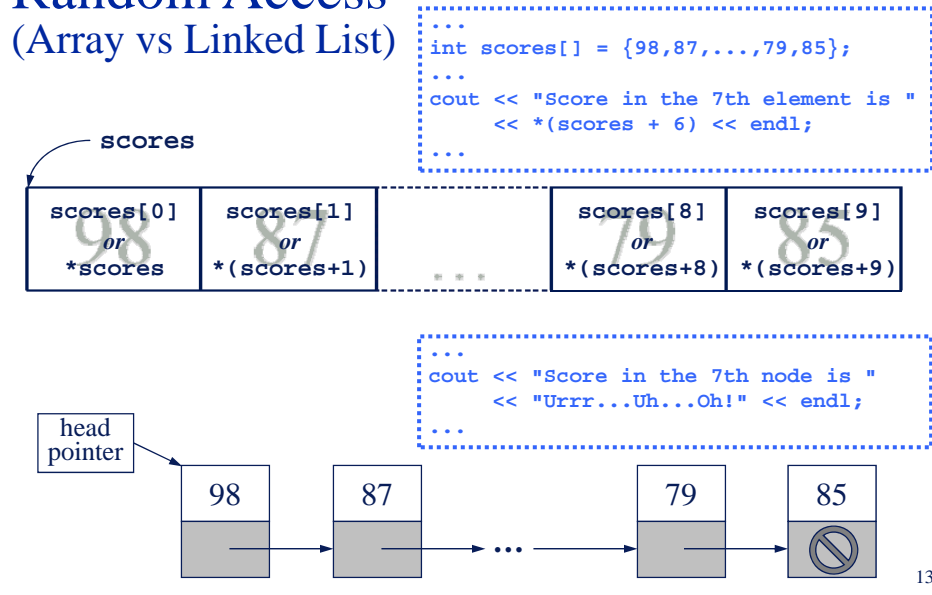 Random Access
(Array vs Linked List)
...
int scores[] = {98,87,...,79,85};
...
cout << "Score in the 7th element is "
<< *(scores + 6) << endl;
...
scores
scores[0] scores[1] scores[8] scores[9]
98 87 ... 79 85
or or or or
*scores *(scores+1) *(scores+8) *(scores+9)
...
cout << "Score in the 7th node is "
<< "Urrr...Uh...Oh!" << endl;
...
head
pointer
98 87 79 85
...
13